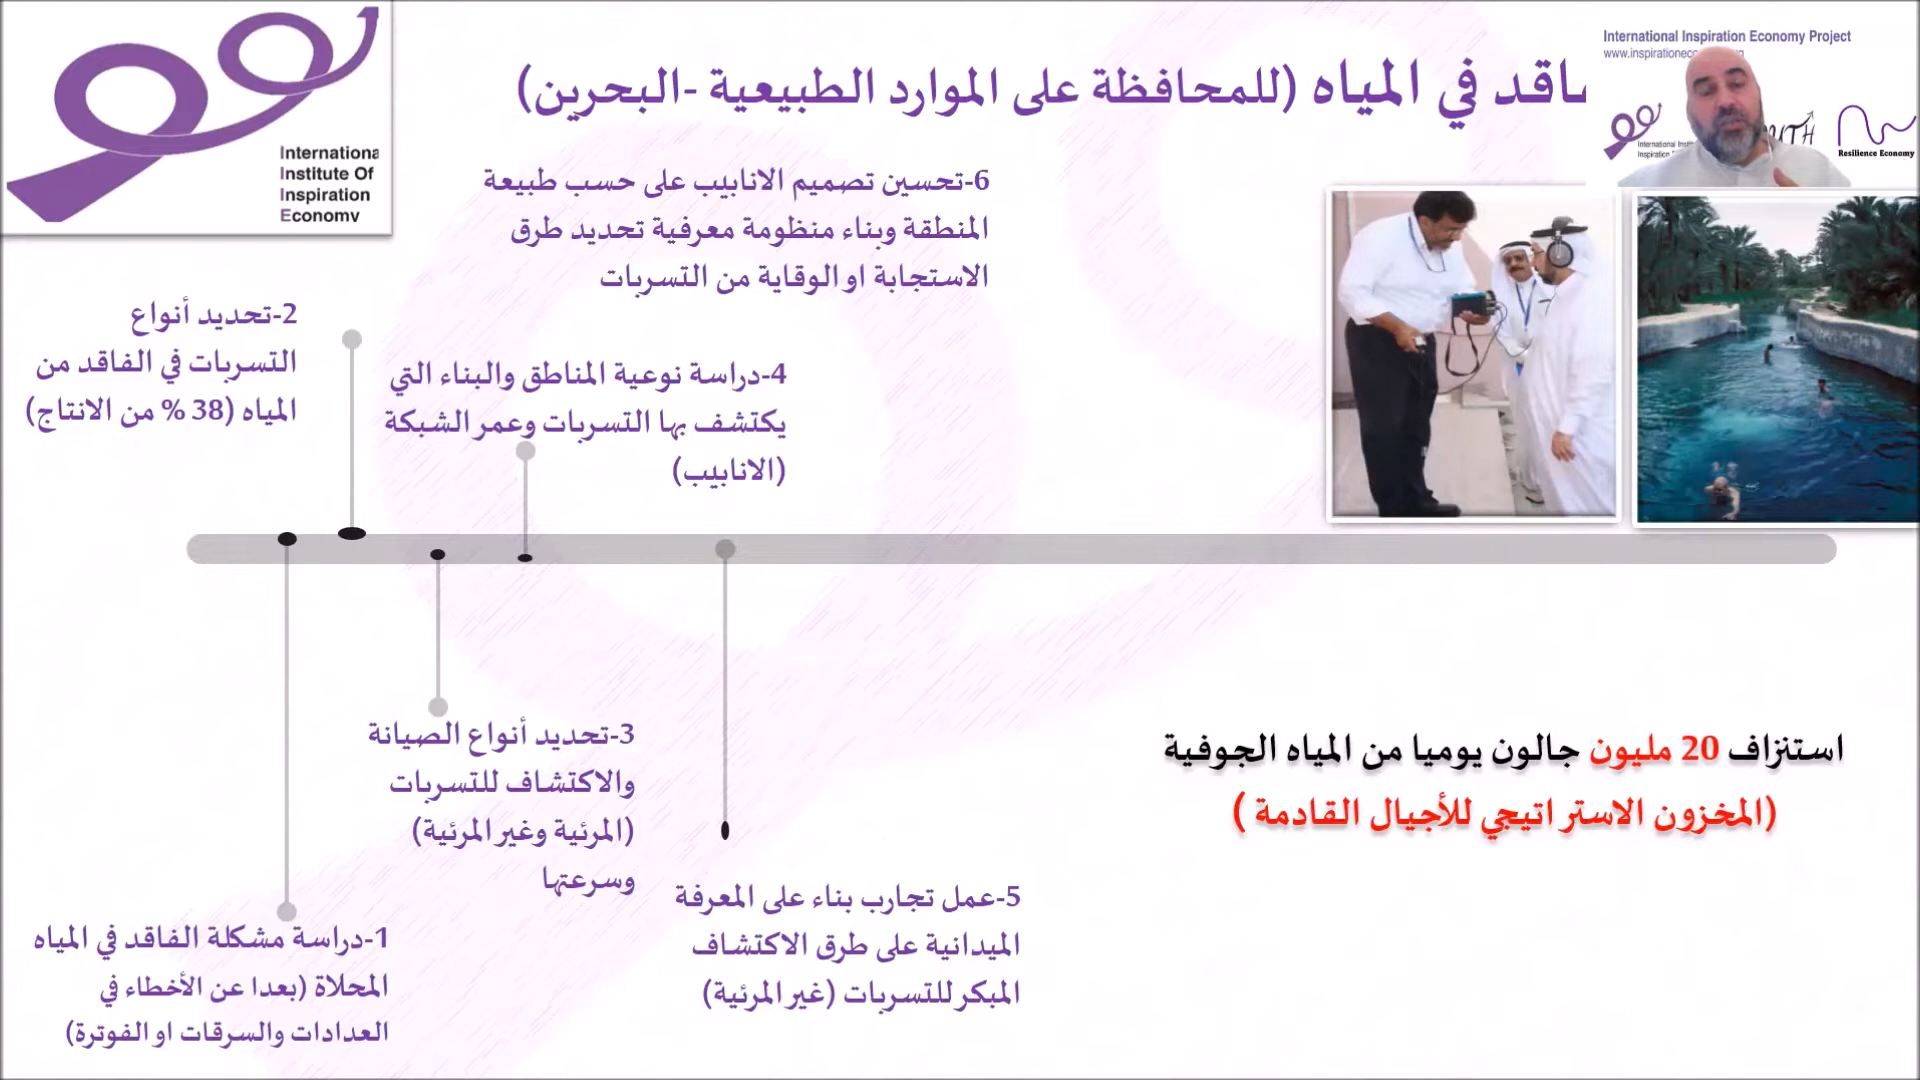 International
Institute Of
Inspiration
Economy
في المياه (للمحافظة على الموارد الطبيعية -البحرين)
International Inspiration Economy Project
Resilience Economy
6-تحسين تصميم الانابيب على حسب طبيعة
المنطقة وبناء منظومة معرفية تحديد طرق
الاستجابة او الوقاية من التسربات
2-تحديد أنواع
التسربات في الفاقد من
المياه (38 % من الانتاج)
4-دراسة نوعية المناطق والبناء التي
يكتشف بها التسربات وعمر الشبكة
(الانابيب)
3-تحديد أنواع الصيانة
والاكتشاف للتسربات
(المرئية وغير المرئية)
وسرعتها
استنزاف 20 مليون جالون يوميا من المياه الجوفية
(المخزون الاستراتيجي للأجيال القادمة )
5-عمل تجارب بناء على المعرفة
الميدانية على طرق الاكتشاف
المبكر للتسربات (غير المرئية)
1-دراسة مشكلة الفاقد في المياه
المحلاة (بعدا عن الأخطاء في
العدادات والسرقات او الفوترة)